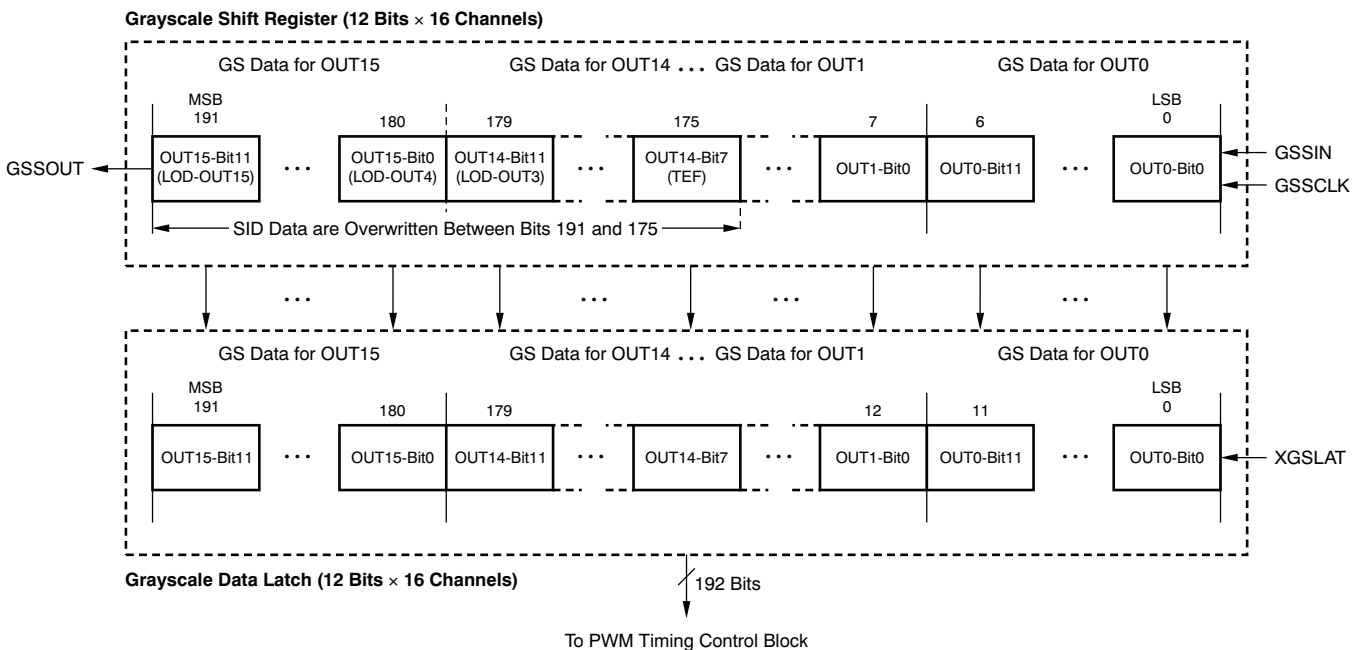 Grayscale Shift Register (12 Bits × 16 Channels)
GS Data for OUT15
GS Data for OUT14 ... GS Data for OUT1
GS Data for OUT0
MSB
191
180
179
175
7
6
LSB
0
GSSOUT
OUT15-Bit11
(LOD-OUT15)
...
OUT15-Bit0
(LOD-OUT4)
OUT14-Bit11
(LOD-OUT3)
...
OUT14-Bit7
(TEF)
...
OUT1-Bit0
OUT0-Bit11
...
OUT0-Bit0
GSSIN
GSSCLK
SID Data are Overwritten Between Bits 191 and 175
...
...
...
...
GS Data for OUT15
GS Data for OUT14 ... GS Data for OUT1
GS Data for OUT0
MSB
191
180
179
12
11
LSB
0
OUT15-Bit11
...
OUT15-Bit0
OUT14-Bit11
...
OUT14-Bit7
...
OUT1-Bit0
OUT0-Bit11
...
OUT0-Bit0
XGSLAT
Grayscale Data Latch (12 Bits × 16 Channels)
192 Bits
To PWM Timing Control Block